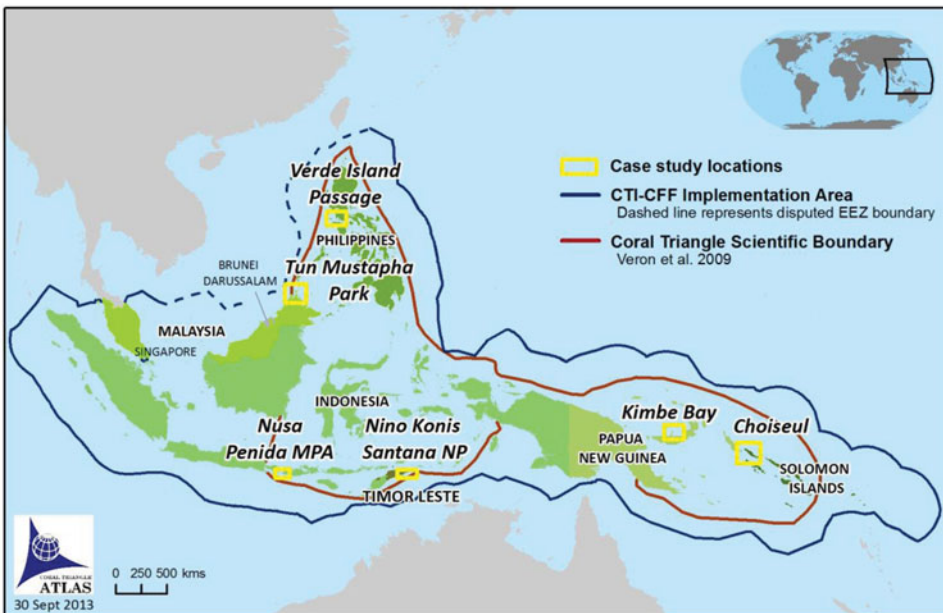 Case study locations
CTI-CFF Implementation Area
Dashed line represents disputed EEZ boundary
Coral Triangle Scientific Boundary
Veron et al. 2009
Verde Island
Passage
PHILIPPINES
BRUNEI
DARUSSALAM
Tun Mustapha
Park
MALAYSIA
SINGAPORE
INDONESIA
Nusa
Penida MPA
Nino Konis
Santana NP
TIMOR LESTE
Kimbe Bay
PAPUA
NEW GUINEA
Choiseul
SOLOMON
ISLANDS
CORAL TRIANGLE
ATLAS
30 Sept 2013
0 250 500 kms